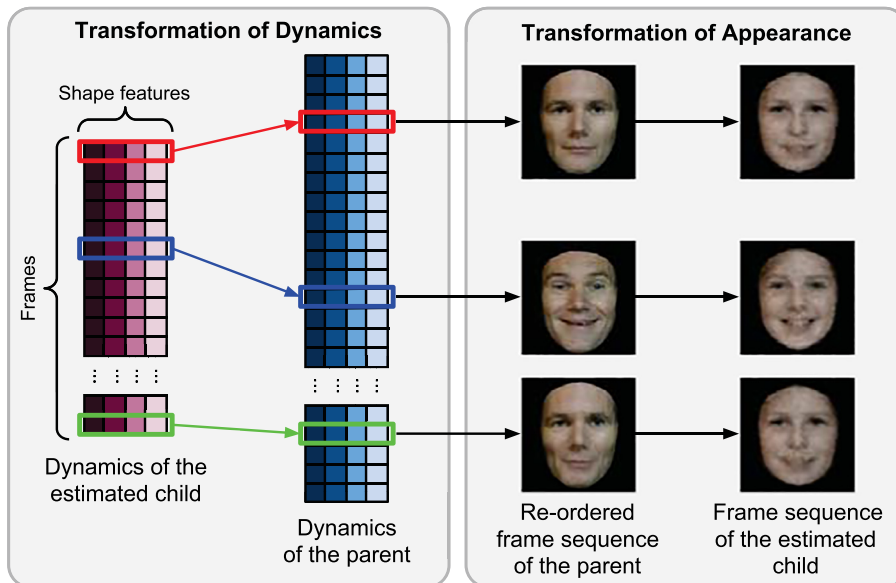 Transformation of Dynamics
Shape features
Frames
Dynamics of the
estimated child
Dynamics
of the parent
Transformation of Appearance
Re-ordered
frame sequence
of the parent
Frame sequence
of the estimated
child